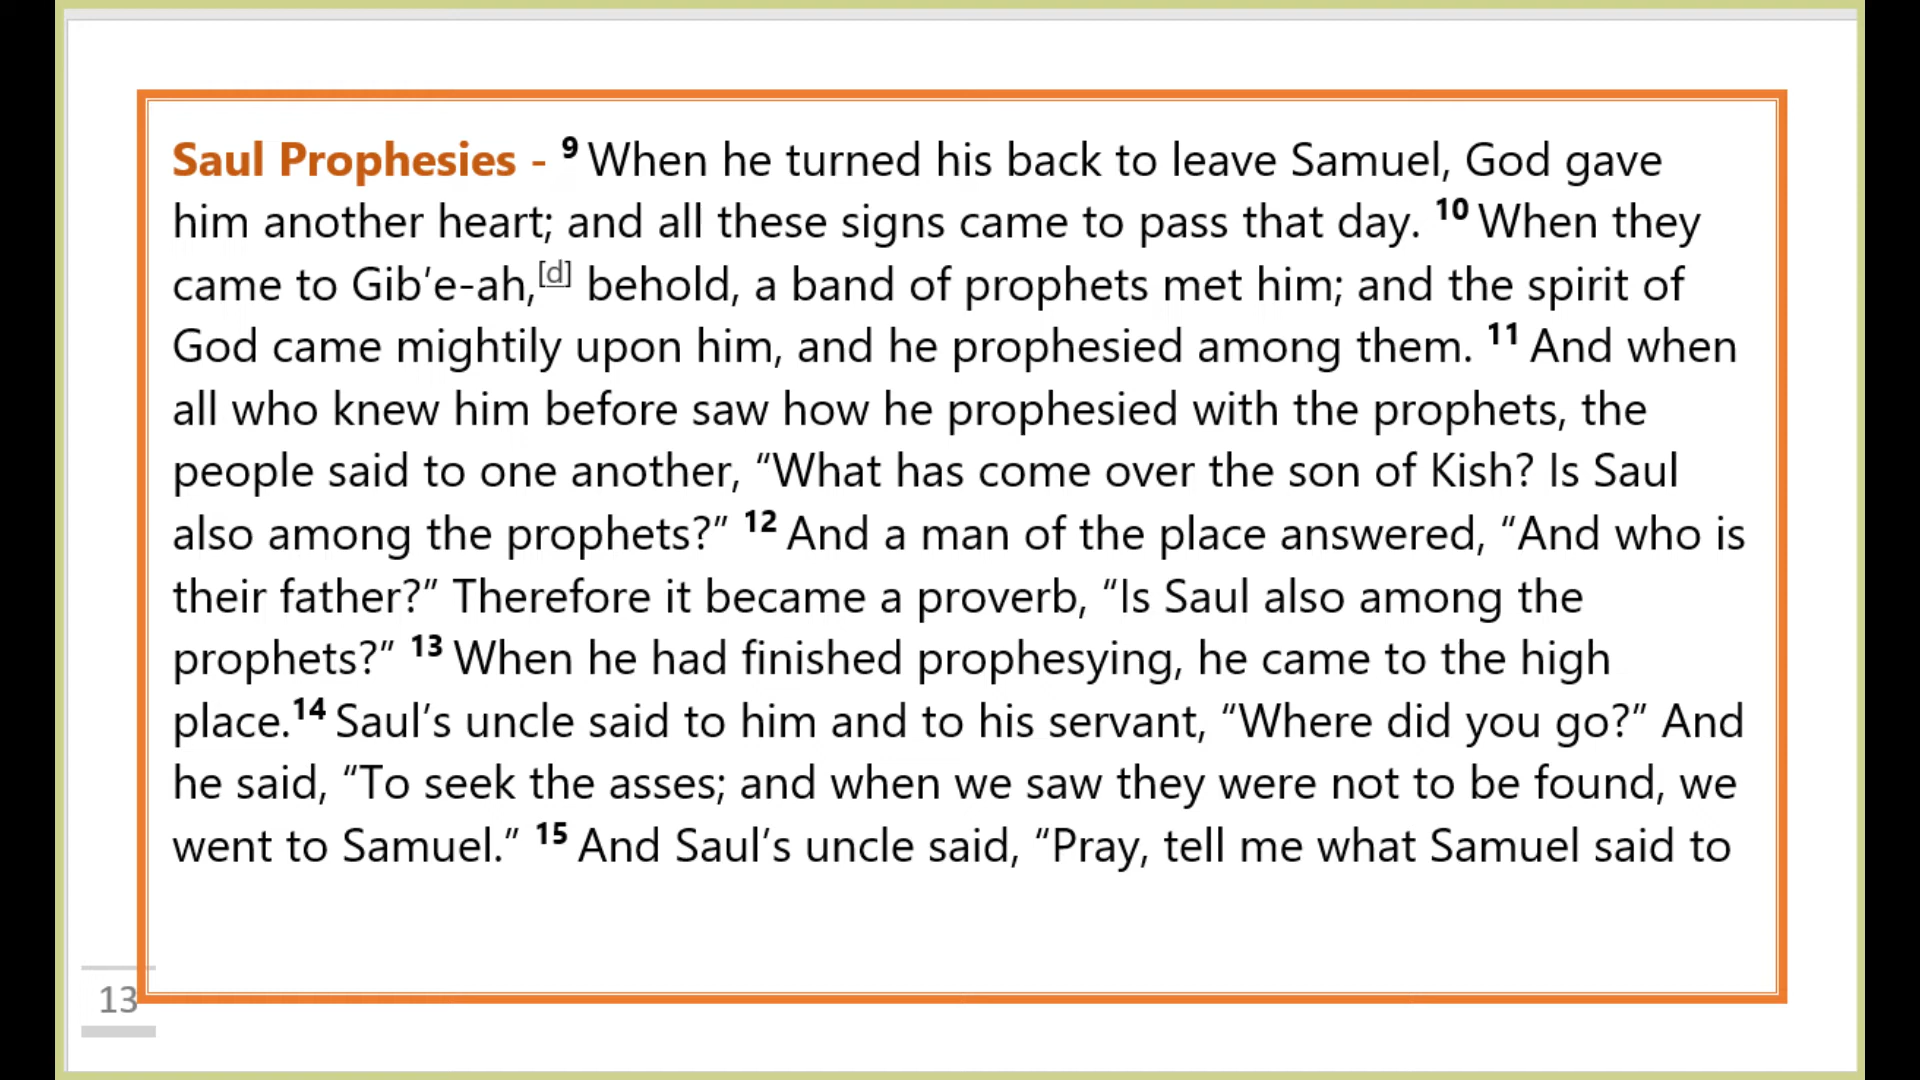 Saul Prophesies - 9 When he turned his back to leave Samuel, God gave
him another heart; and all these signs came to pass that day. 10 When they
came to Gib′e-ah,[d] behold, a band of prophets met him; and the spirit of
God came mightily upon him, and he prophesied among them. 11 And when
all who knew him before saw how he prophesied with the prophets, the
people said to one another, “What has come over the son of Kish? Is Saul
also among the prophets?” 12 And a man of the place answered, “And who is
their father?” Therefore it became a proverb, “Is Saul also among the
prophets?” 13 When he had finished prophesying, he came to the high
place.14 Saul’s uncle said to him and to his servant, “Where did you go?” And
he said, “To seek the asses; and when we saw they were not to be found, we
went to Samuel.” 15 And Saul’s uncle said, “Pray, tell me what Samuel said to
13